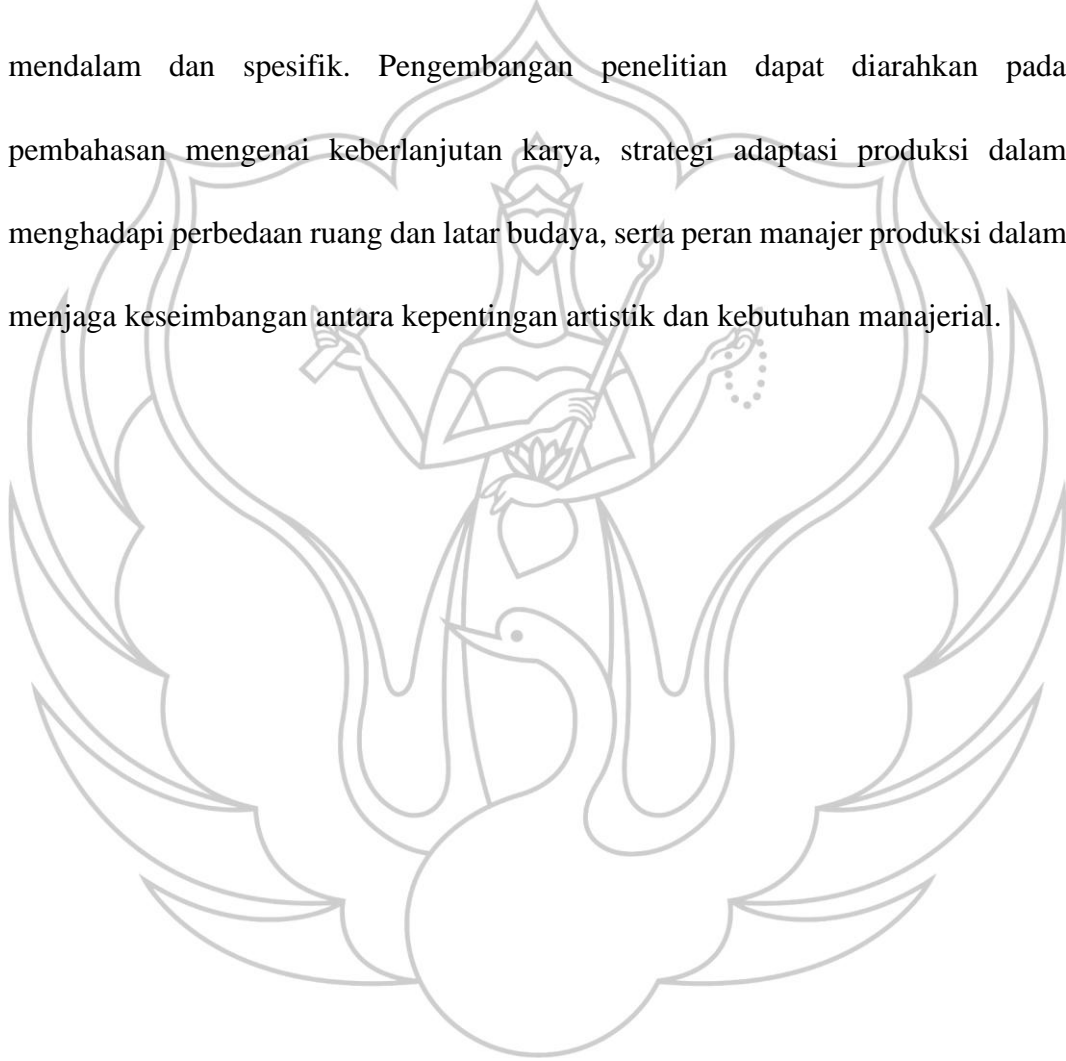 mendalam dan spesifik. Pengembangan penelitian dapat diarahkan pada
pembahasan mengenai keberlanjutan karya, strategi adaptasi produksi dalam
menghadapi perbedaan ruang dan latar budaya, serta peran manajer produksi dalam
menjaga keseimbangan antara kepentingan artistik dan kebutuhan manajerial.